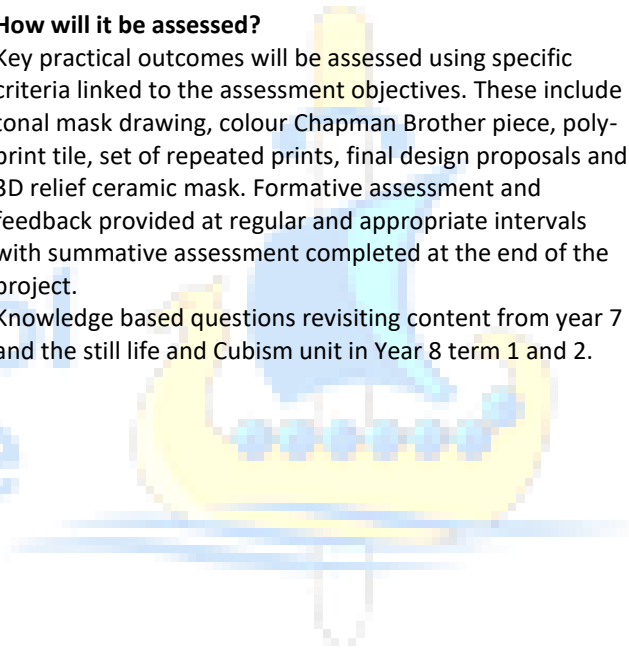 How will it be assessed?
Key practical outcomes will be assessed using specific
criteria linked to the assessment objectives. These include
tonal mask drawing, colour Chapman Brother piece, poly-
print tile, set of repeated prints, final design proposals and
3D relief ceramic mask. Formative assessment and
feedback provided at regular and appropriate intervals
with summative assessment completed at the end of the
project.
Knowledge based questions revisiting content from year 7
and the still life and Cubism unit in Year 8 term 1 and 2.